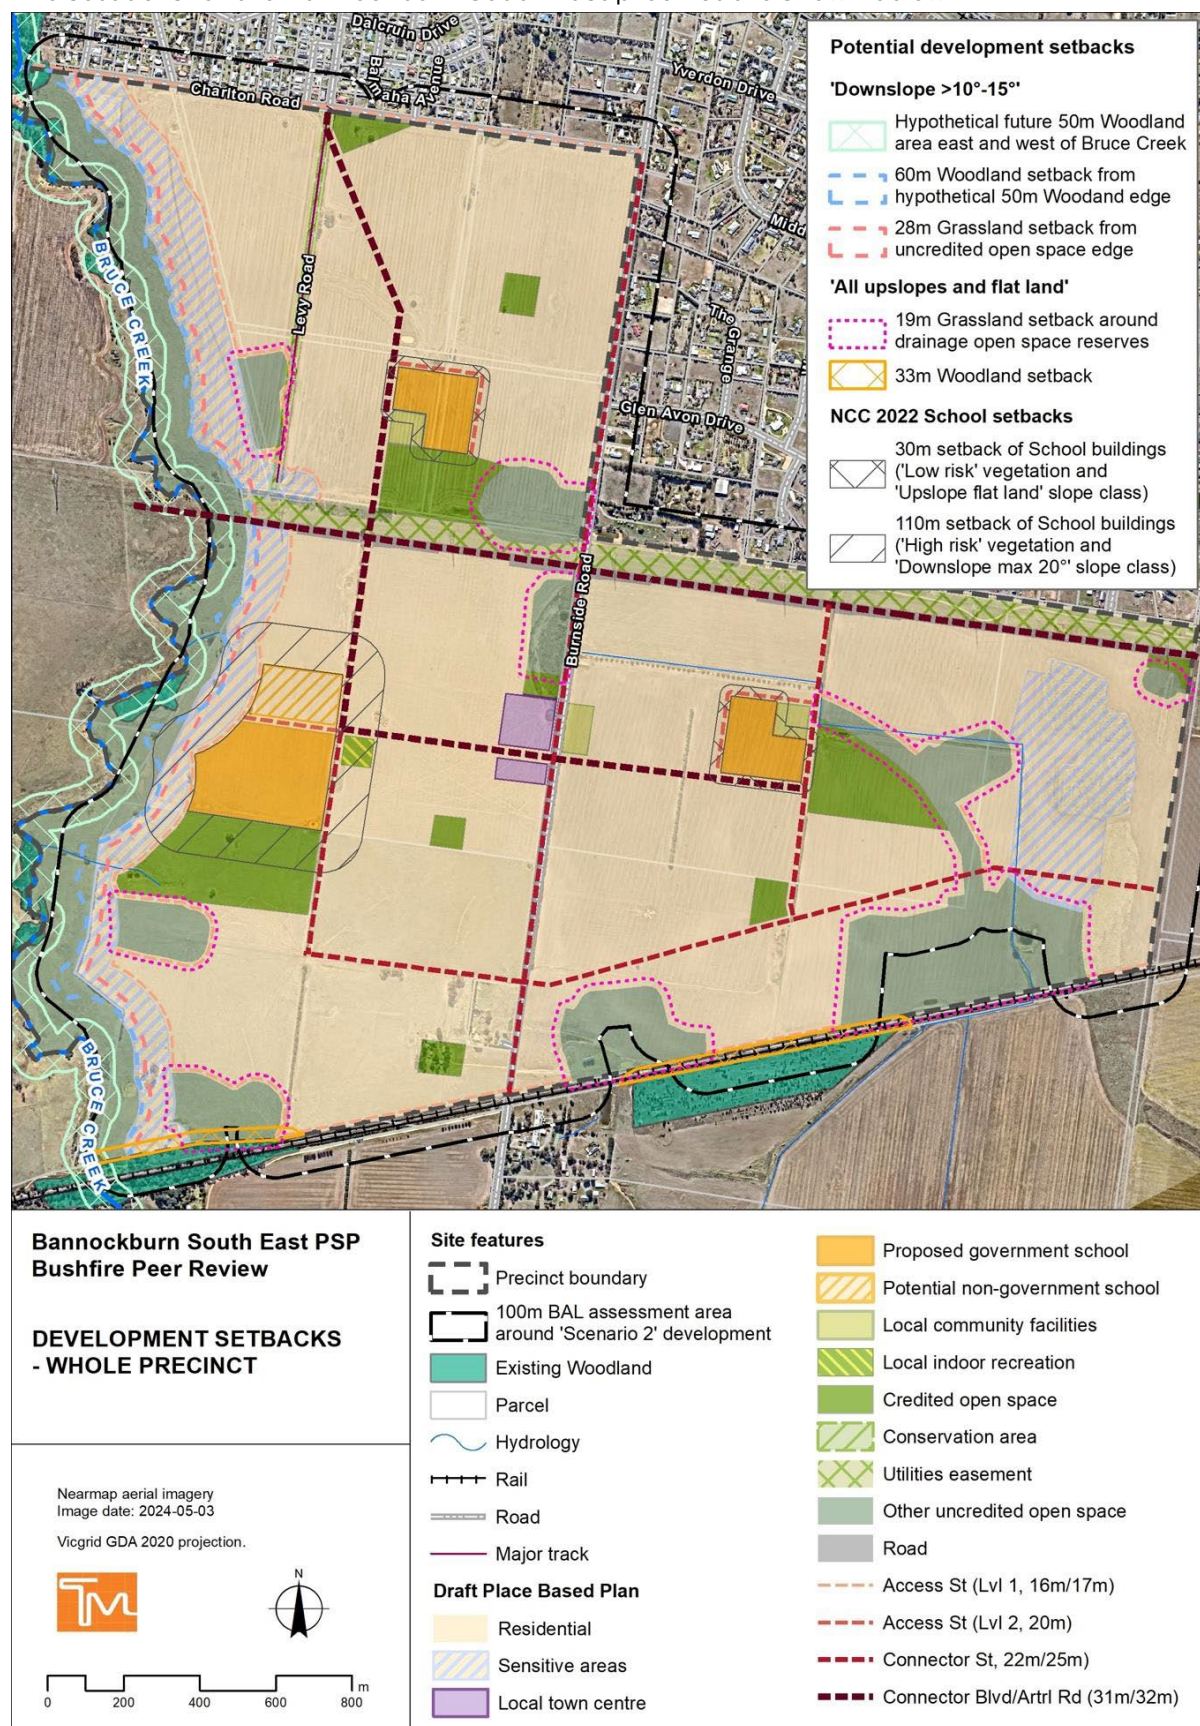 Dalcruin Drive
Balmaha Avenue
Charlton Road
Yverdon Drive
Midd
Levy Road
The Grange
Glen Avon Drive
BRUCE CREEK
Burnside Road
BRUCE CREEK
Potential development setbacks
'Downslope >10°-15°'
Hypothetical future 50m Woodland
area east and west of Bruce Creek
60m Woodland setback from
hypothetical 50m Woodand edge
28m Grassland setback from
uncredited open space edge
'All upslopes and flat land'
19m Grassland setback around
drainage open space reserves
33m Woodland setback
NCC 2022 School setbacks
30m setback of School buildings
('Low risk' vegetation and
'Upslope flat land' slope class)
110m setback of School buildings
('High risk' vegetation and
'Downslope max 20°' slope class)
Bannockburn South East PSP
Bushfire Peer Review
DEVELOPMENT SETBACKS
- WHOLE PRECINCT
Nearmap aerial imagery
Image date: 2024-05-03
Vicgrid GDA 2020 projection.
TM
N
m
0 200 400 600 800
Site features
Precinct boundary
100m BAL assessment area
around 'Scenario 2' development
Existing Woodland
Parcel
Hydrology
Rail
Road
Major track
Draft Place Based Plan
Residential
Sensitive areas
Local town centre
Proposed government school
Potential non-government school
Local community facilities
Local indoor recreation
Credited open space
Conservation area
Utilities easement
Other uncredited open space
Road
Access St (Lvl 1, 16m/17m)
Access St (Lvl 2, 20m)
Connector St, 22m/25m)
Connector Blvd/Artrl Rd (31m/32m)